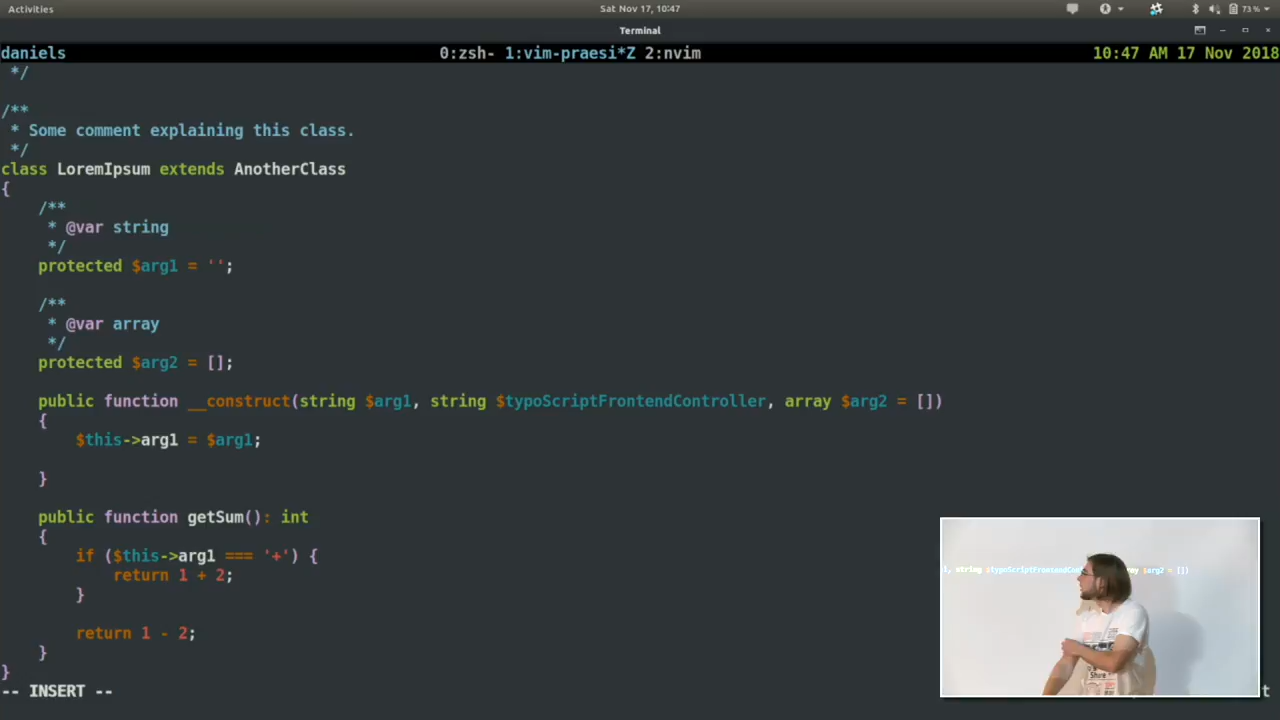 Activities
Sat Nov 17, 10:47
73 %
Terminal
daniels 0:zsh- 1:vim-praesi*Z 2:nvim 10:47 AM 17 Nov 2018
 */

/**
 * Some comment explaining this class.
 */
class LoremIpsum extends AnotherClass
{
    /**
     * @var string
     */
    protected $arg1 = '';

    /**
     * @var array
     */
    protected $arg2 = [];

    public function __construct(string $arg1, string $typoScriptFrontendController, array $arg2 = [])
    {
        $this->arg1 = $arg1;

    }

    public function getSum(): int
    {
        if ($this->arg1 === '+') {
            return 1 + 2;
        }

        return 1 - 2;
    }
}
-- INSERT --
Share